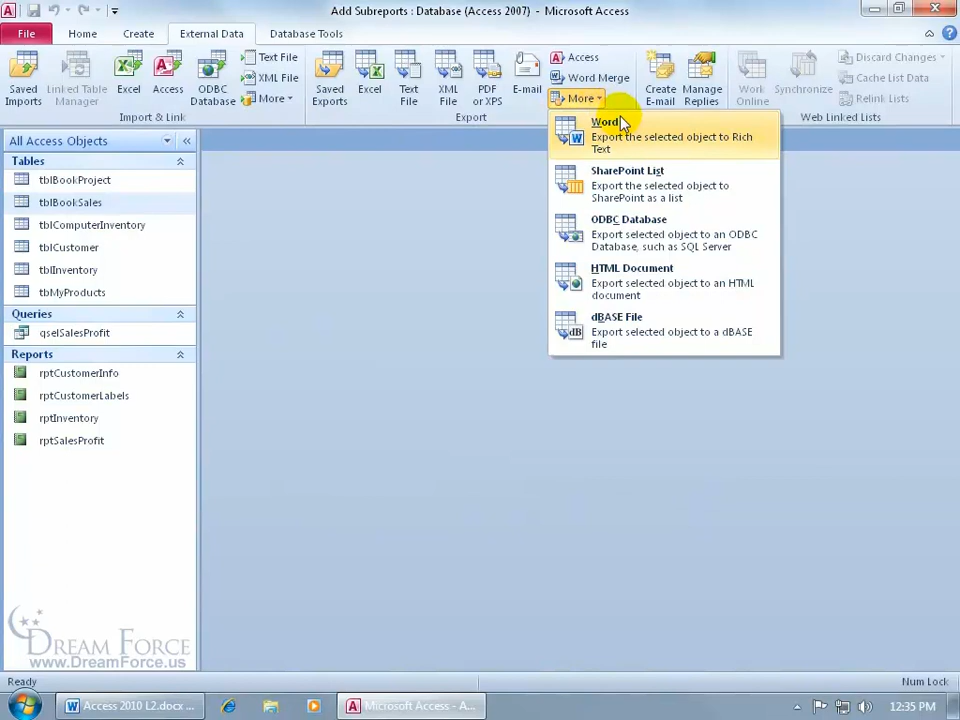 Add Subreports : Database (Access 2007) - Microsoft Access
File Home Create External Data Database Tools
Saved Imports
Linked Table Manager
Excel
Access
ODBC Database
Text File
XML File
More
Import & Link
Saved Exports
Excel
Text File
XML File
PDF or XPS
E-mail
Access
Word Merge
More
Export
Create E-mail
Manage Replies
Work Online
Synchronize
Discard Changes
Cache List Data
Relink Lists
Web Linked Lists
Word
Export the selected object to Rich
Text
SharePoint List
Export the selected object to
SharePoint as a list
ODBC Database
Export selected object to an ODBC
Database, such as SQL Server
HTML Document
Export selected object to an HTML
document
dBASE File
Export selected object to a dBASE
file
All Access Objects
Tables
tblBookProject
tblBookSales
tblComputerInventory
tblCustomer
tblInventory
tbMyProducts
Queries
qselSalesProfit
Reports
rptCustomerInfo
rptCustomerLabels
rptInventory
rptSalesProfit
DREAM FORCE
www.DreamForce.us
Ready
Num Lock
Access 2010 L2.docx ...
Microsoft Access - A...
12:35 PM